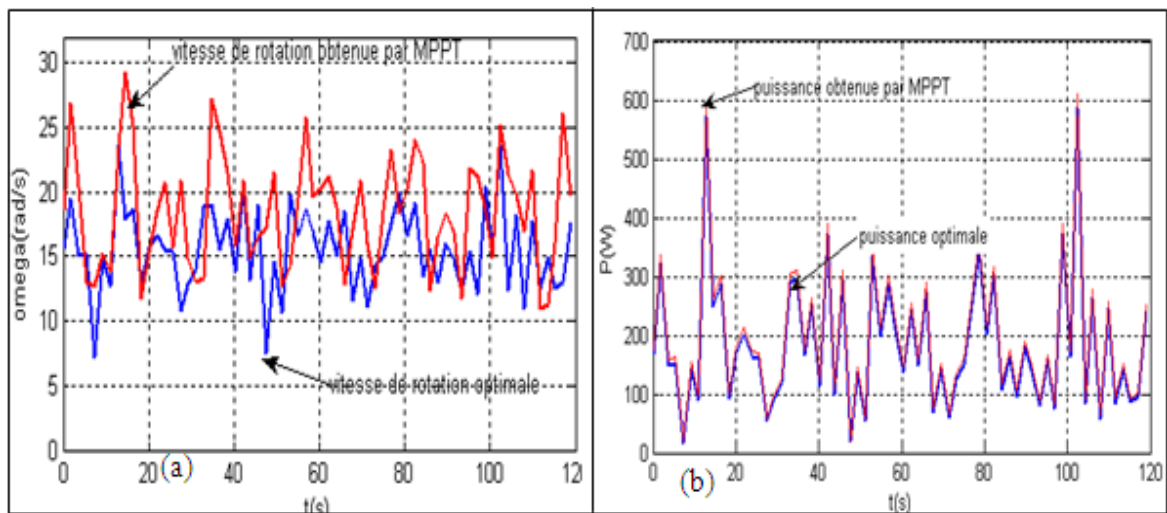 vitesse de rotation obtenue par MPPT
omega(rad/s)
30
25
20
15
10
5
0
0 20 40 60 80 100 120
vitesse de rotation optimale
(a)
t(s)
P(W)
700
600
500
400
300
200
100
0
puissance obtenue par MPPT
puissance optimale
0 20 40 60 80 100 120
(b)
t(s)